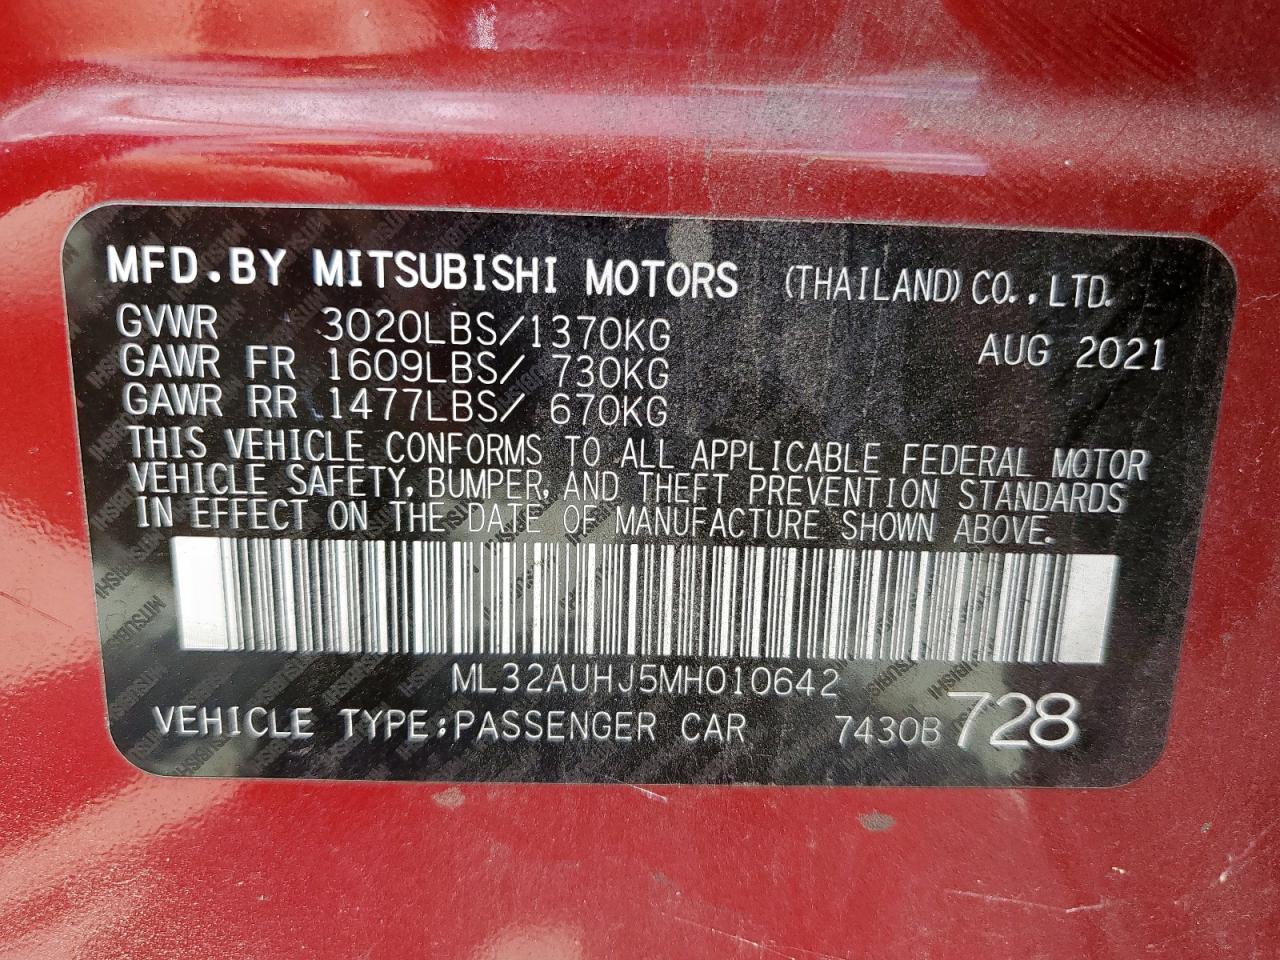 MFD.BY MITSUBISHI MOTORS (THAILAND) CO.,LTD.
GVWR 3020LBS/1370KG AUG 2021
GAWR FR 1609LBS/ 730KG
GAWR RR 1477LBS/ 670KG
THIS VEHICLE CONFORMS TO ALL APPLICABLE FEDERAL MOTOR
VEHICLE SAFETY, BUMPER, AND THEFT PREVENTION STANDARDS
IN EFFECT ON THE DATE OF MANUFACTURE SHOWN ABOVE.
ML32AUHJ5MH010642
VEHICLE TYPE:PASSENGER CAR 7430B 728